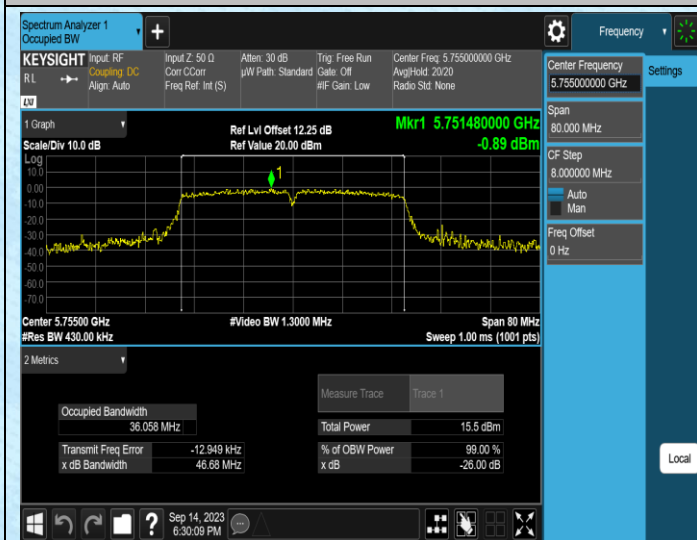 Spectrum Analyzer 1
Occupied BW
+
Frequency
KEYSIGHT
RL
LXI
Input: RF
Coupling: DC
Align: Auto
Input Z: 50 Ω
Corr CCorr
Freq Ref: Int (S)
Atten: 30 dB
µW Path: Standard
Trig: Free Run
Gate: Off
#IF Gain: Low
Center Freq: 5.755000000 GHz
Avg|Hold: 20/20
Radio Std: None
Center Frequency
5.755000000 GHz
Settings
Span
80.000 MHz
CF Step
8.000000 MHz
Auto
Man
Freq Offset
0 Hz
Local
1 Graph
Scale/Div 10.0 dB
Ref Lvl Offset 12.25 dB
Ref Value 20.00 dBm
Mkr1 5.751480000 GHz
-0.89 dBm
Log
10.0
0.00
-10.0
-20.0
-30.0
-40.0
-50.0
-60.0
-70.0
1
Center 5.75500 GHz
#Res BW 430.00 kHz
#Video BW 1.3000 MHz
Span 80 MHz
Sweep 1.00 ms (1001 pts)
2 Metrics
Measure Trace
Trace 1
Occupied Bandwidth
36.058 MHz
Total Power
15.5 dBm
Transmit Freq Error
-12.949 kHz
% of OBW Power
99.00 %
x dB Bandwidth
46.68 MHz
x dB
-26.00 dB
?
Sep 14, 2023
6:30:09 PM